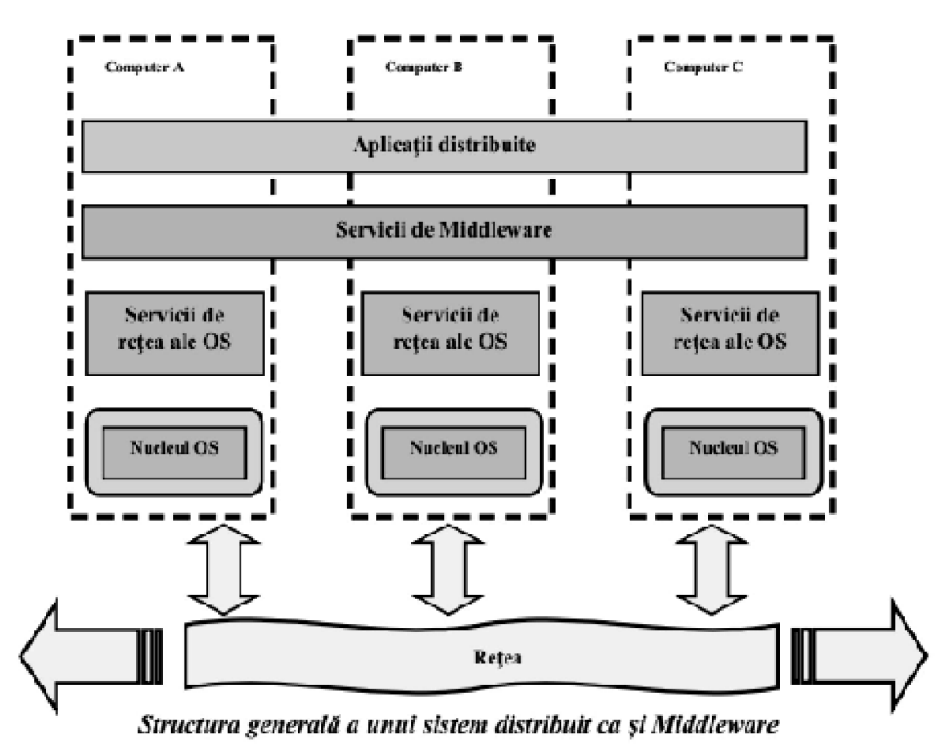 Computer A
Computer B
Computer C
Aplicaţii distribuite
Servicii de Middleware
Servicii de
reţea ale OS
Servicii de
reţea ale OS
Servicii de
reţea ale OS
Nucleul OS
Nucleul OS
Nucleul OS
Reţea
Structura generală a unui sistem distribuit ca şi Middleware